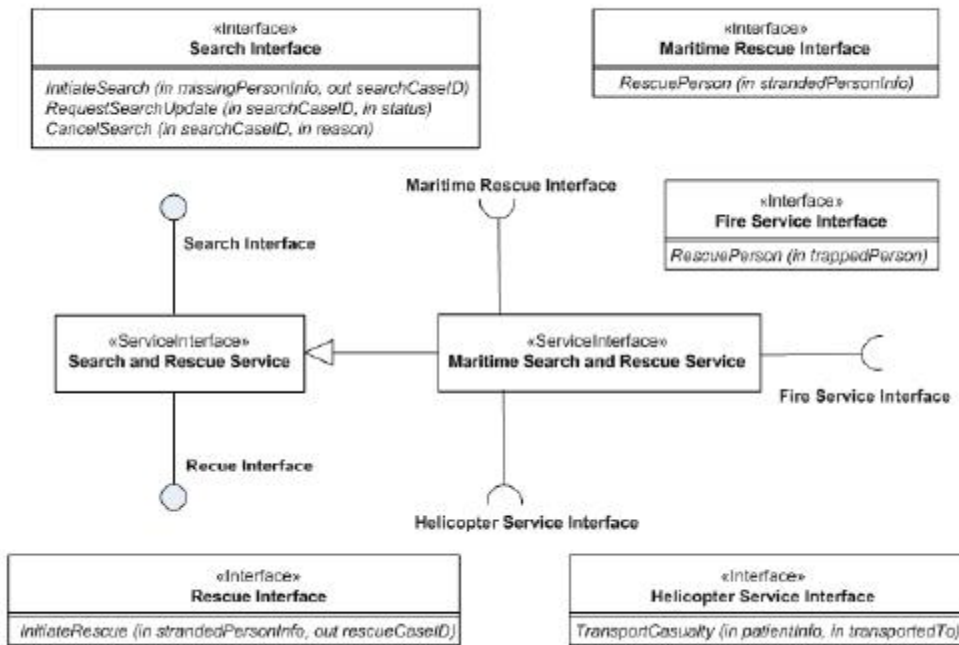 «Interface»
Search Interface
InitiateSearch (in missingPersonInfo, out searchCaseID)
RequestSearchUpdate (in searchCaseID, in status)
CancelSearch (in searchCaseID, in reason)
«Interface»
Maritime Rescue Interface
RescuePerson (in strandedPersonInfo)
Maritime Rescue Interface
«Interface»
Fire Service Interface
RescuePerson (in trappedPerson)
Search Interface
«ServiceInterface»
Search and Rescue Service
«ServiceInterface»
Maritime Search and Rescue Service
Fire Service Interface
Recue Interface
Helicopter Service Interface
«Interface»
Rescue Interface
InitiateRescue (in strandedPersonInfo, out rescueCaseID)
«Interface»
Helicopter Service Interface
TransportCasualty (in patientInfo, in transportedTo)